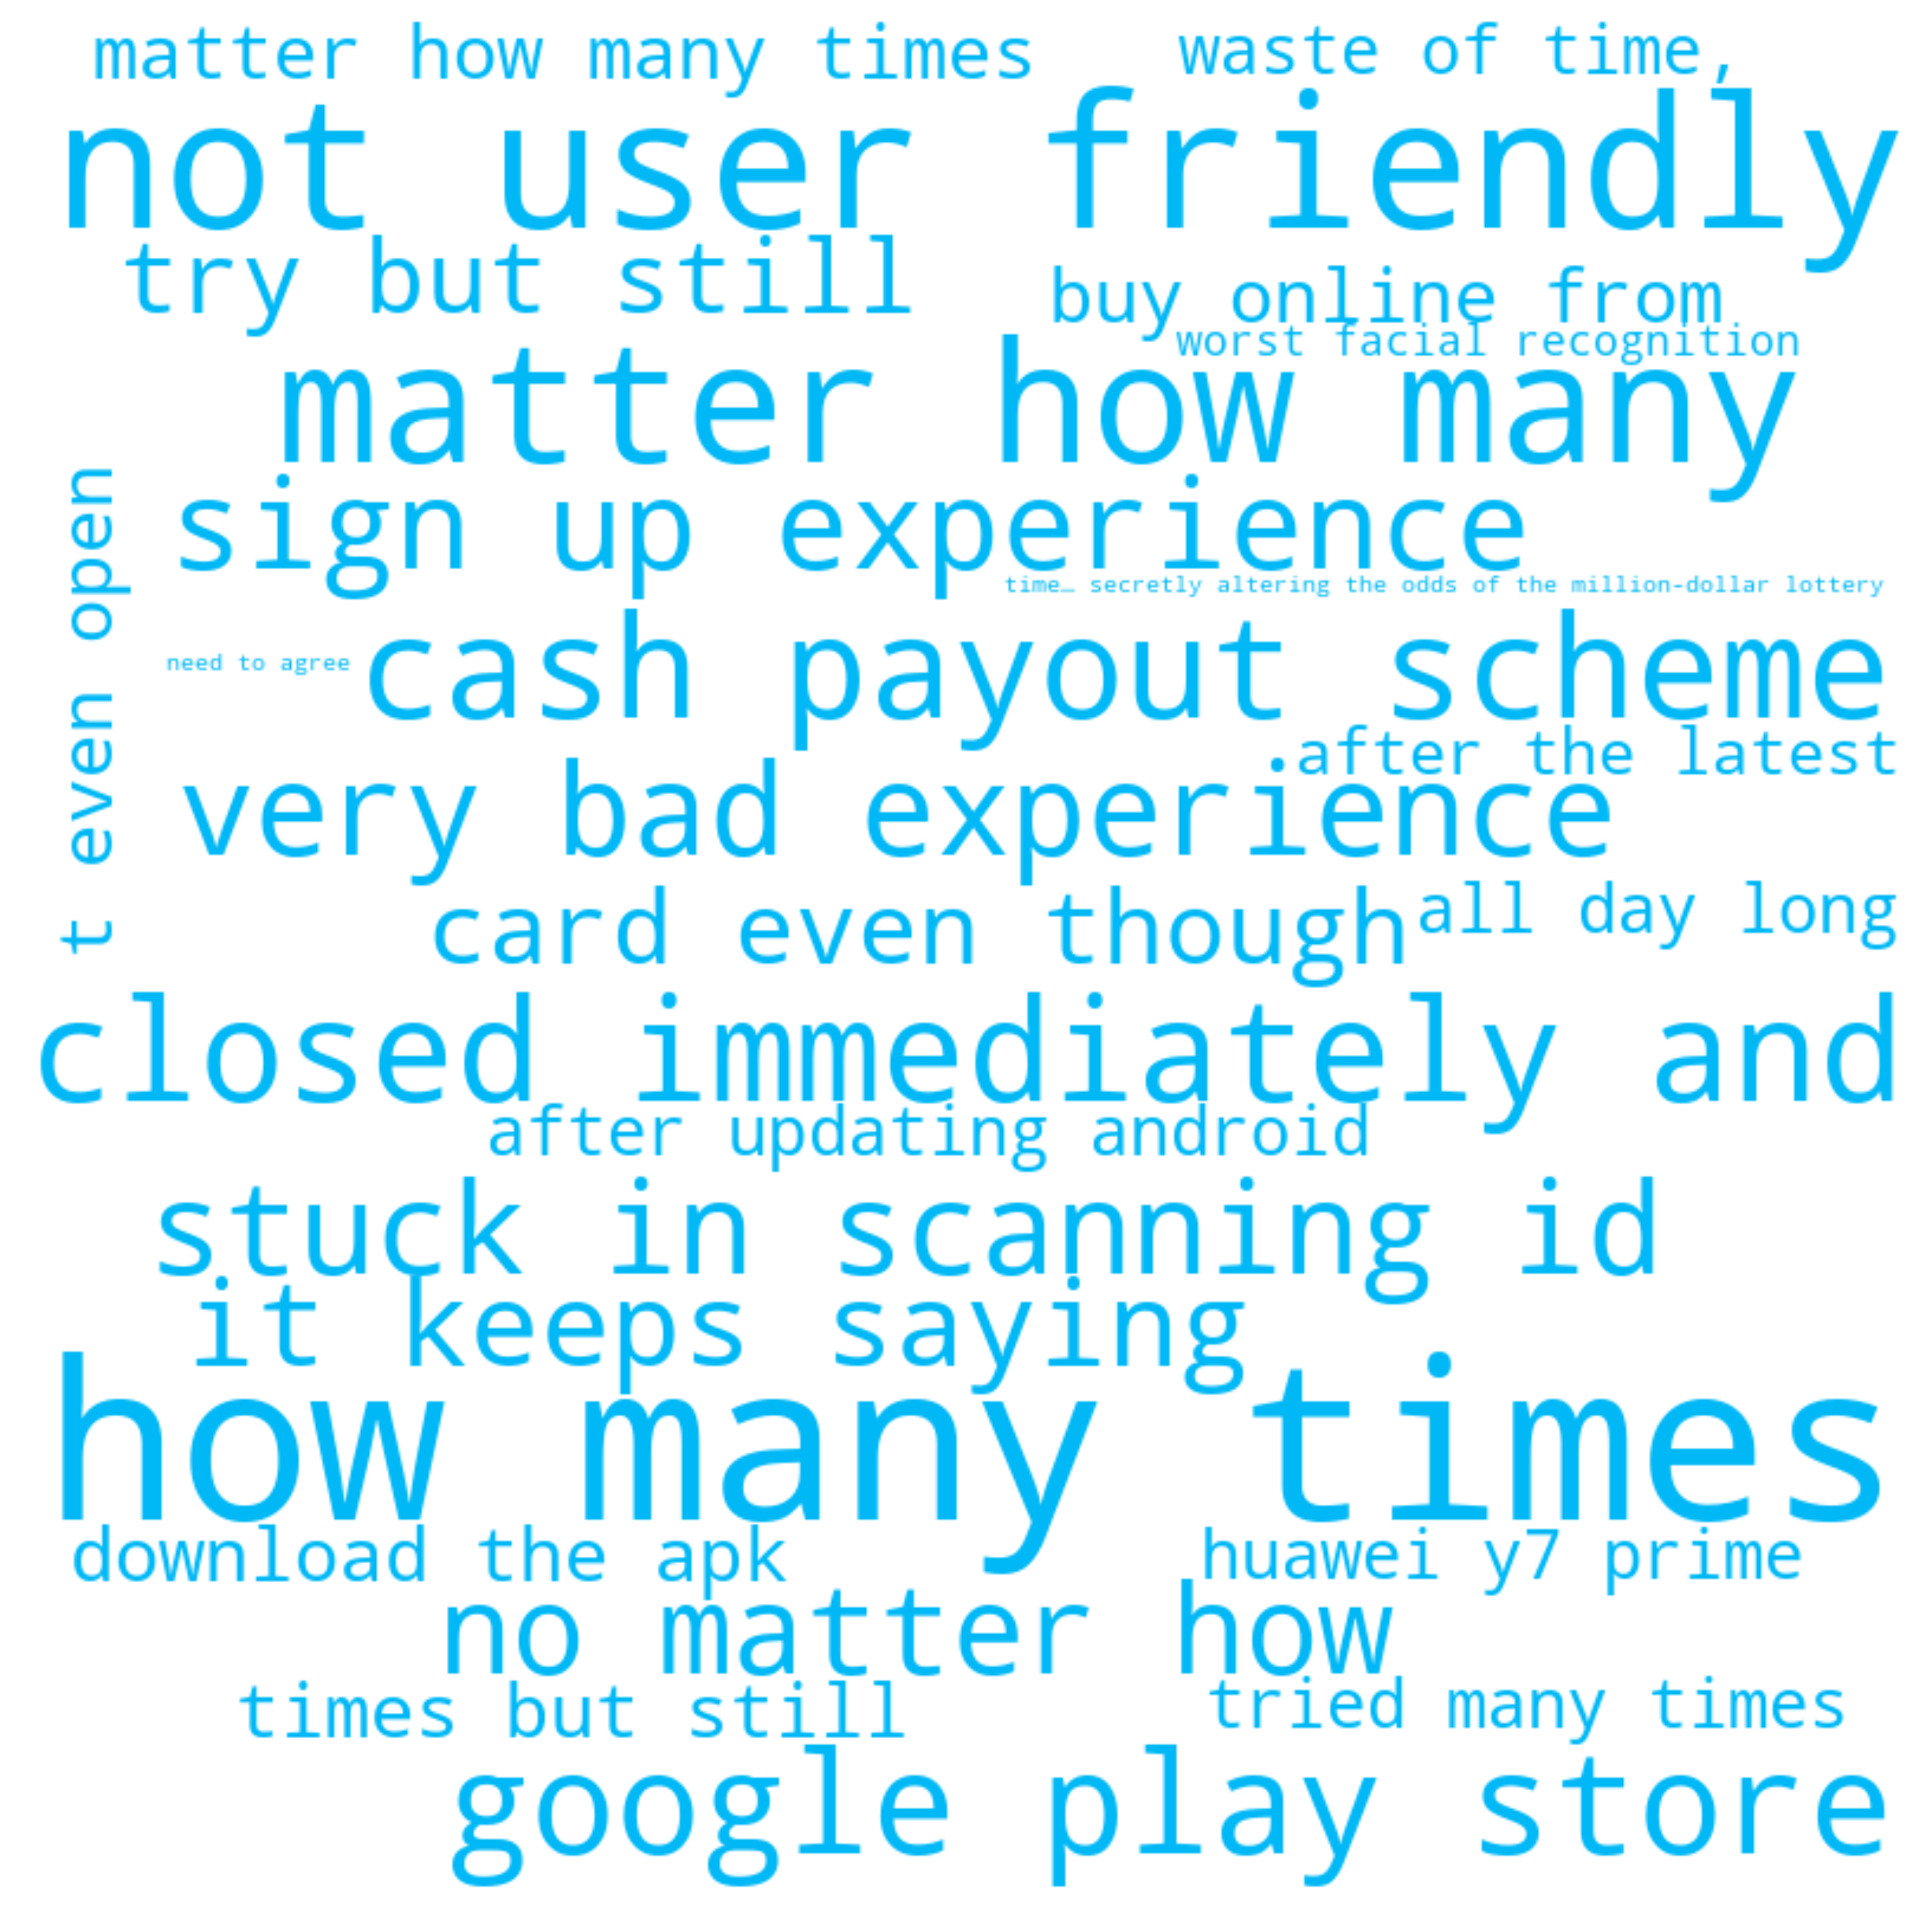 matter how many times
waste of time,
not user friendly
try but still
buy online from
worst facial recognition
matter how many
sign up experience
time… secretly altering the odds of the million-dollar lottery
need to agree
cash payout scheme
t even open
after the latest
very bad experience
card even though
all day long
closed immediately and
after updating android
stuck in scanning id
it keeps saying
how many times
download the apk
huawei y7 prime
no matter how
times but still
tried many times
google play store